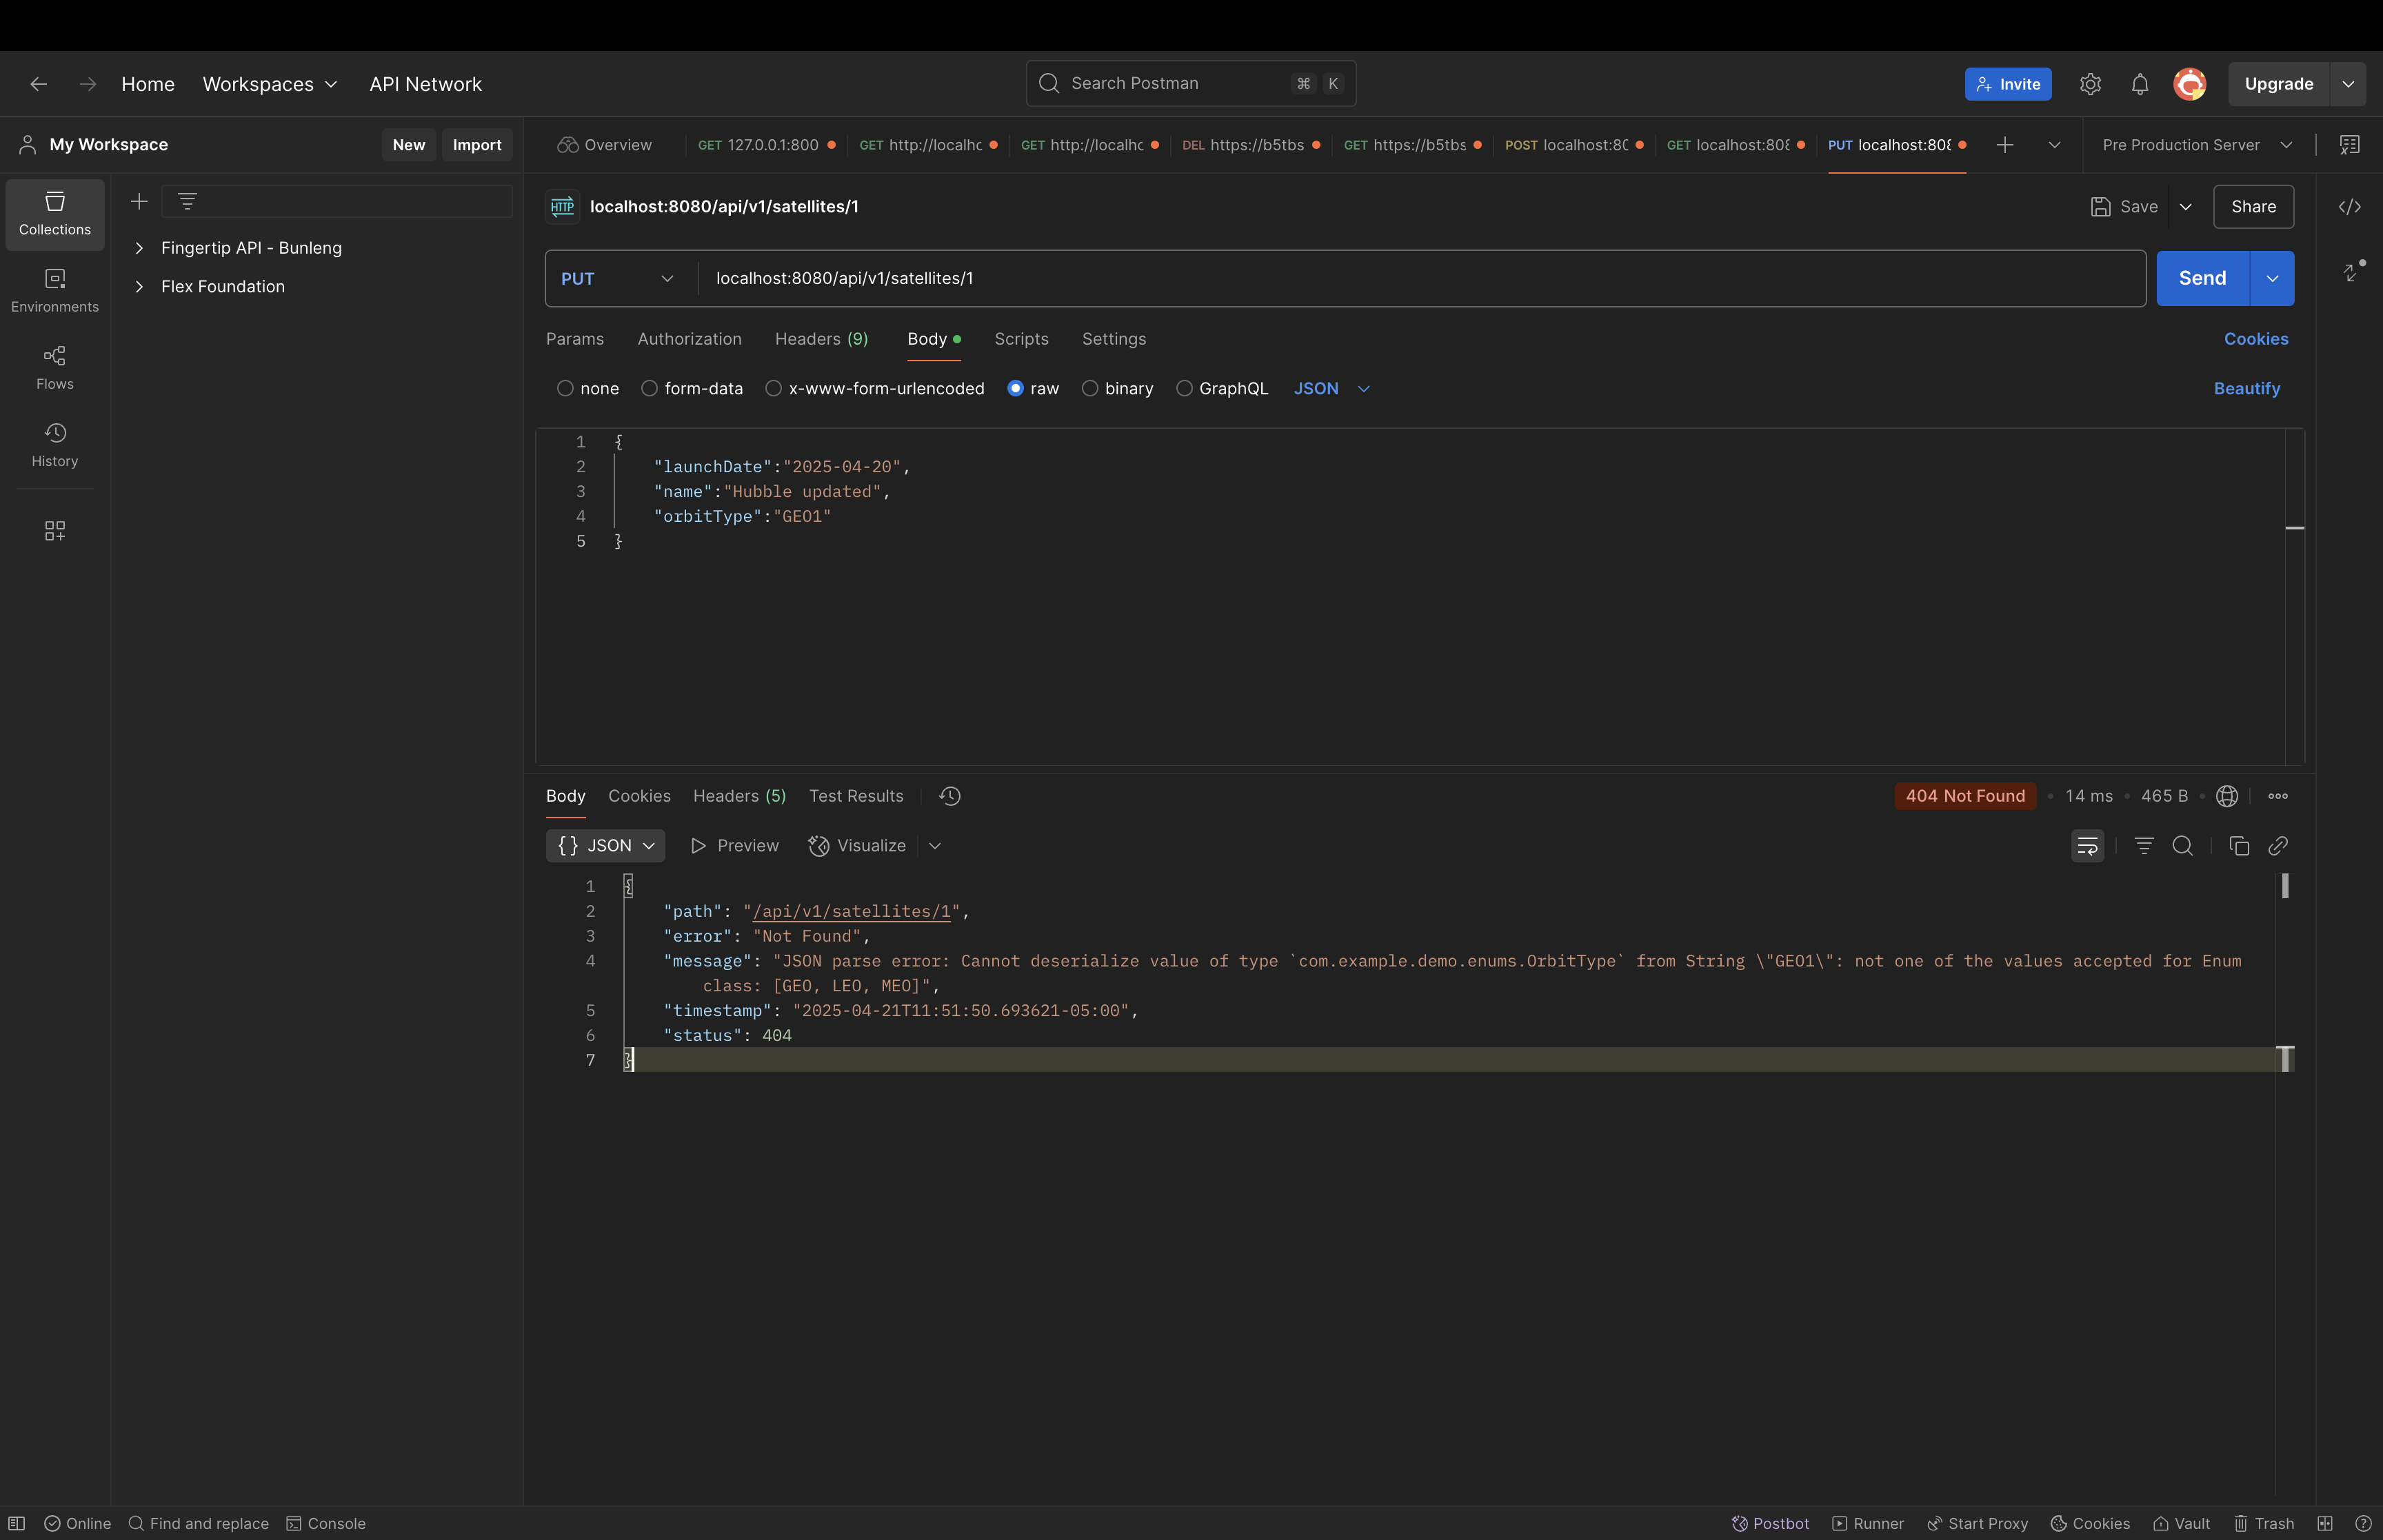 Home Workspaces API Network
Search Postman ⌘ K
Invite
Upgrade
My Workspace
New Import
Overview
GET 127.0.0.1:800
GET http://localhc
GET http://localhc
DEL https://b5tbs
GET https://b5tbs
POST localhost:80
GET localhost:808
PUT localhost:808
Pre Production Server
Collections
Environments
Flows
History
Fingertip API - Bunleng
Flex Foundation
HTTP localhost:8080/api/v1/satellites/1
Save Share
PUT localhost:8080/api/v1/satellites/1
Send
Params Authorization Headers (9) Body Scripts Settings
Cookies
none form-data x-www-form-urlencoded raw binary GraphQL JSON
Beautify
1 {
2 "launchDate":"2025-04-20",
3 "name":"Hubble updated",
4 "orbitType":"GEO1"
5 }
Body Cookies Headers (5) Test Results
404 Not Found • 14 ms • 465 B
{} JSON Preview Visualize
1 {
2 "path": "/api/v1/satellites/1",
3 "error": "Not Found",
4 "message": "JSON parse error: Cannot deserialize value of type `com.example.demo.enums.OrbitType` from String \"GEO1\": not one of the values accepted for Enum
class: [GEO, LEO, MEO]",
5 "timestamp": "2025-04-21T11:51:50.693621-05:00",
6 "status": 404
7 }
Online Find and replace Console
Postbot Runner Start Proxy Cookies Vault Trash